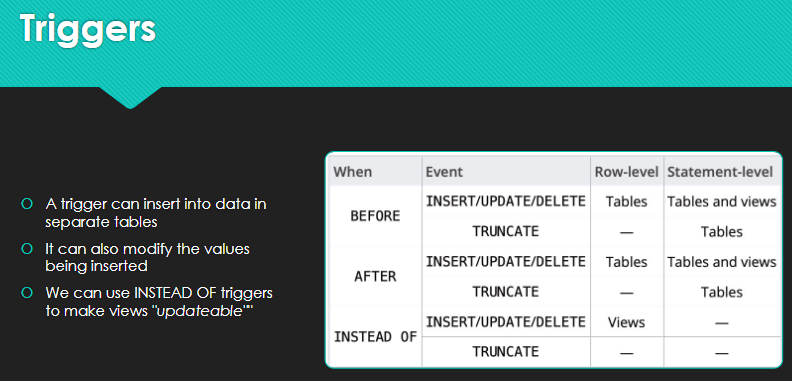 Triggers
O A trigger can insert into data in
separate tables
O It can also modify the values
being inserted
O We can use INSTEAD OF triggers
to make views "updateable""
When Event Row-level Statement-level
BEFORE INSERT/UPDATE/DELETE Tables Tables and views
TRUNCATE — Tables
AFTER INSERT/UPDATE/DELETE Tables Tables and views
TRUNCATE — Tables
INSTEAD OF INSERT/UPDATE/DELETE Views —
TRUNCATE — —